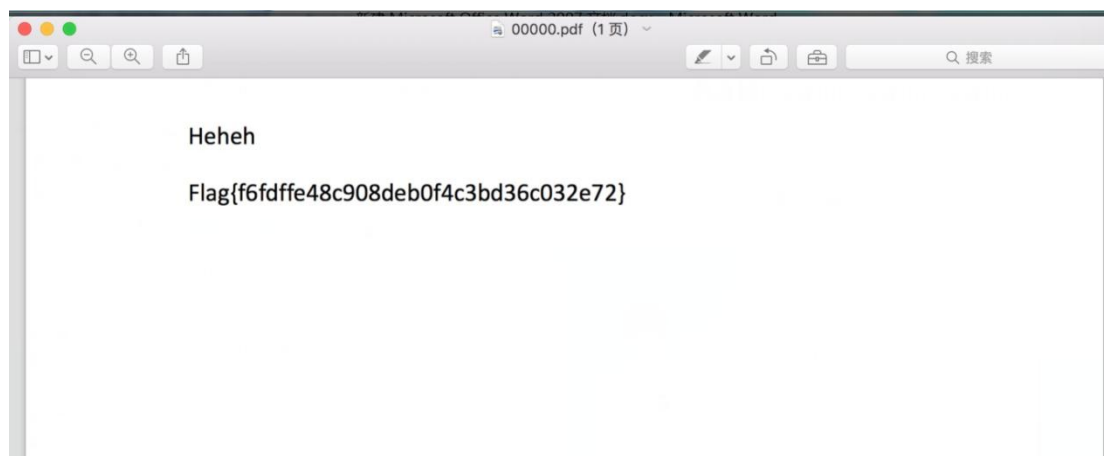 00000.pdf（1 页）
搜索
Heheh
Flag{f6fdffe48c908deb0f4c3bd36c032e72}